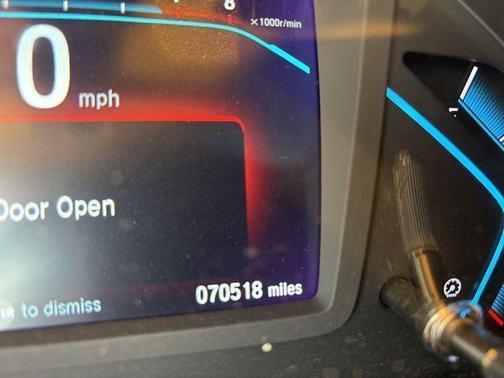 8
×1000r/min
0 mph
Door Open
070518 miles
to dismiss